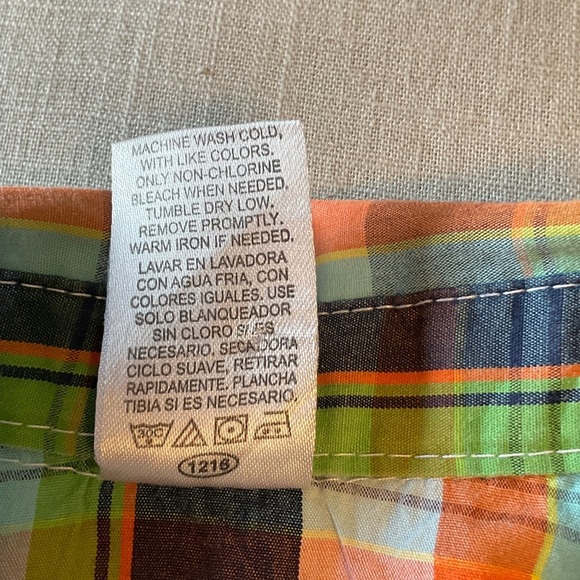 MACHINE WASH COLD,
WITH LIKE COLORS.
ONLY NON-CHLORINE
BLEACH WHEN NEEDED.
TUMBLE DRY LOW.
REMOVE PROMPTLY.
WARM IRON IF NEEDED.
LAVAR EN LAVADORA
CON AGUA FRIA, CON
COLORES IGUALES. USE
SOLO BLANQUEADOR
SIN CLORO SI ES
NECESARIO. SECADORA
CICLO SUAVE, RETIRAR
RAPIDAMENTE. PLANCHA
TIBIA SI ES NECESARIO.
30C
1216